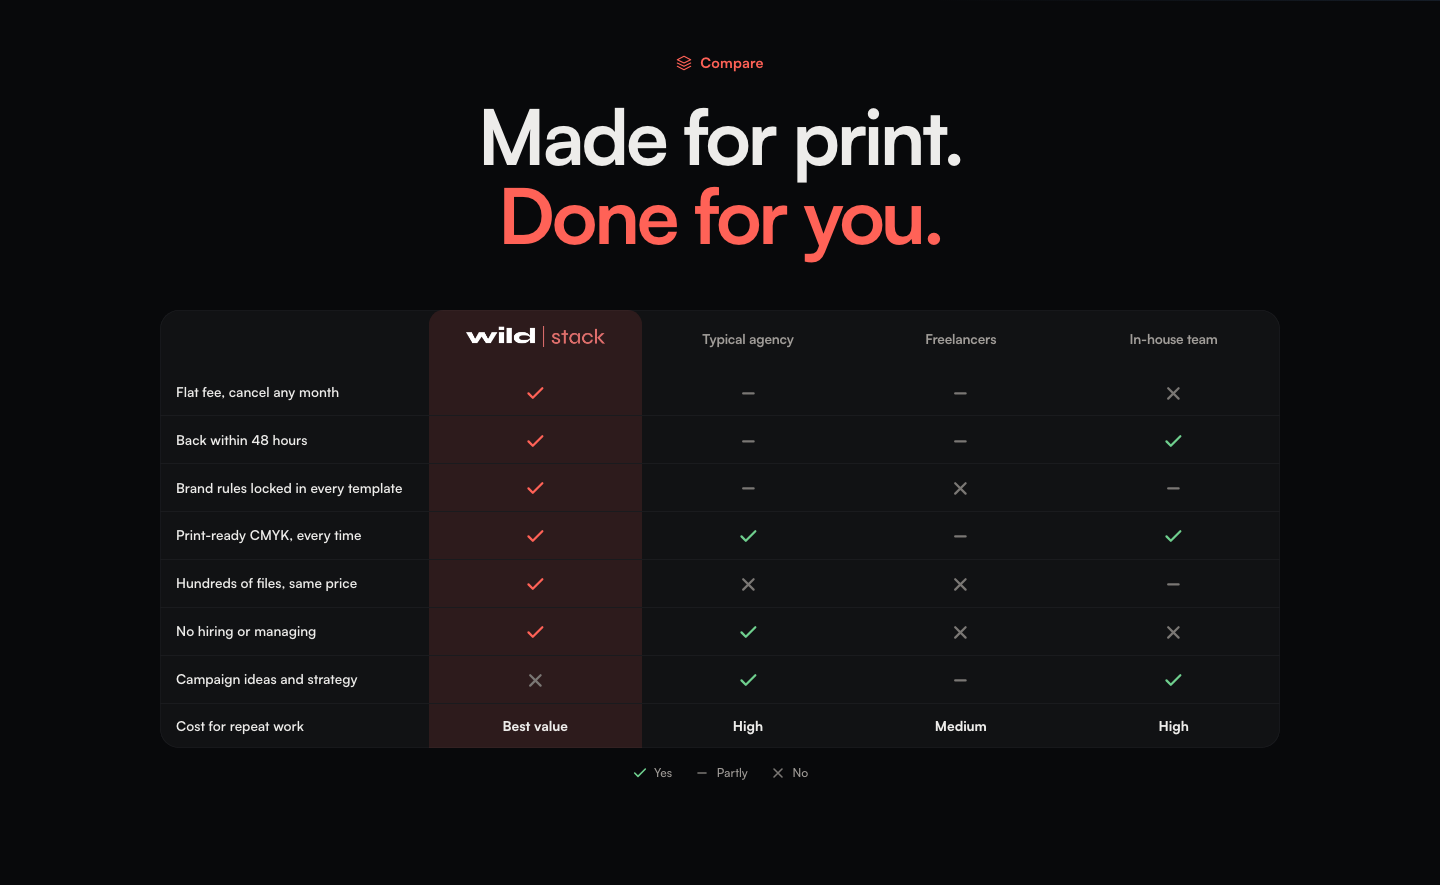 Compare
Made for print.
Done for you.
wild | stack
Typical agency
Freelancers
In-house team
Flat fee, cancel any month
Back within 48 hours
Brand rules locked in every template
Print-ready CMYK, every time
Hundreds of files, same price
No hiring or managing
Campaign ideas and strategy
Cost for repeat work Best value High Medium High
Yes Partly No